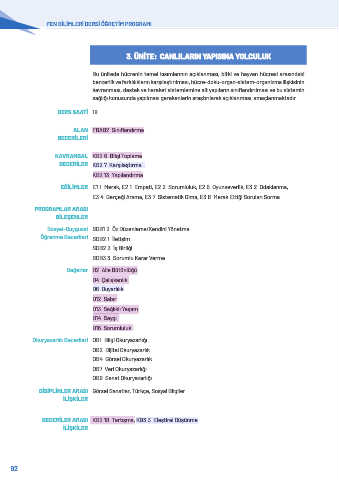 FEN BİLİMLERİ DERSİ ÖĞRETİM PROGRAMI
3. ÜNİTE: CANLILARIN YAPISINA YOLCULUK
Bu ünitede hücrenin temel kısımlarının açıklanması, bitki ve hayvan hücresi arasındaki
benzerlik ve farklılıkların karşılaştırılması, hücre-doku-organ-sistem-organizma ilişkisinin
kavranması, destek ve hareket sistemlerine ait yapıların sınıflandırılması ve bu sistemin
sağlığı konusunda yapılması gerekenlerin araştırılarak açıklanması amaçlanmaktadır.
DERS SAATİ 18
ALAN BECERİLERİ FBAB2. Sınıflandırma
KAVRAMSAL BECERİLER KB2.6. Bilgi Toplama
KB2.7. Karşılaştırma
KB2.13. Yapılandırma
EĞİLİMLER E1.1. Merak, E2.1. Empati, E2.2. Sorumluluk, E2.5. Oyunseverlik, E3.2. Odaklanma,
E3.4. Gerçeği Arama, E3.7. Sistematik Olma, E3.8. Merak Ettiği Soruları Sorma
PROGRAMLAR ARASI BİLEŞENLER
Sosyal-Duygusal Öğrenme Becerileri SDB1.2. Öz Düzenleme (Kendini Yönetme)
SDB2.1. İletişim
SDB2.2. İş Birliği
SDB3.3. Sorumlu Karar Verme
Değerler D2. Aile Bütünlüğü
D3. Çalışkanlık
D5. Duyarlılık
D12. Sabır
D13. Sağlıklı Yaşam
D14. Saygı
D16. Sorumluluk
Okuryazarlık Becerileri OB1. Bilgi Okuryazarlığı
OB2. Dijital Okuryazarlık
OB4. Görsel Okuryazarlık
OB7. Veri Okuryazarlığı
OB9. Sanat Okuryazarlığı
DİSİPLİNLER ARASI İLİŞKİLER Görsel Sanatlar, Türkçe, Sosyal Bilgiler
BECERİLER ARASI İLİŞKİLER KB2.18. Tartışma, KB3.3. Eleştirel Düşünme
92